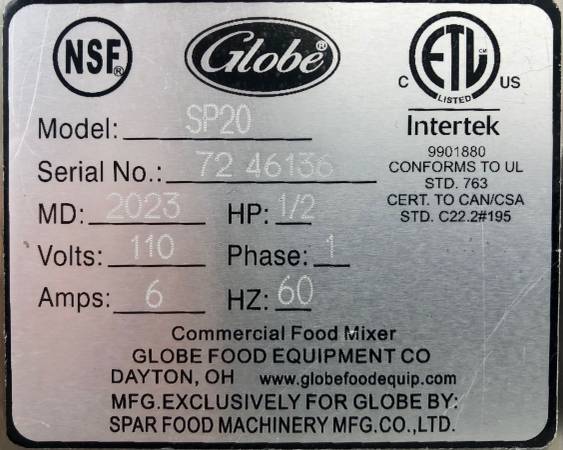 NSF®
Globe®
C ETL CM US
LISTED
Intertek
9901880
CONFORMS TO UL
STD. 763
CERT. TO CAN/CSA
STD. C22.2#195
Model: SP20
Serial No.: 72 46136
MD: 2023 HP: 1/2
Volts: 110 Phase: 1
Amps: 6 HZ: 60
Commercial Food Mixer
GLOBE FOOD EQUIPMENT CO
DAYTON, OH www.globefoodequip.com
MFG.EXCLUSIVELY FOR GLOBE BY:
SPAR FOOD MACHINERY MFG.CO.,LTD.